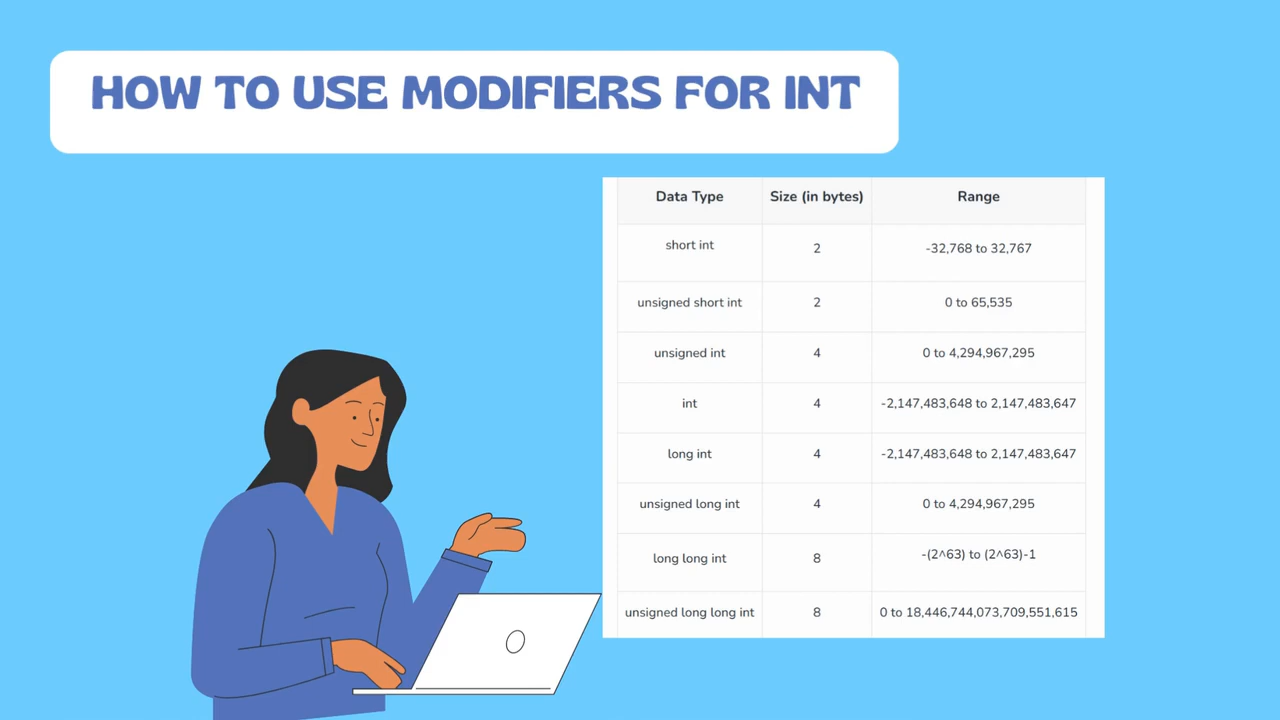 HOW TO USE MODIFIERS FOR INT
Data Type Size (in bytes) Range
short int 2 -32,768 to 32,767
unsigned short int 2 0 to 65,535
unsigned int 4 0 to 4,294,967,295
int 4 -2,147,483,648 to 2,147,483,647
long int 4 -2,147,483,648 to 2,147,483,647
unsigned long int 4 0 to 4,294,967,295
long long int 8 -(2^63) to (2^63)-1
unsigned long long int 8 0 to 18,446,744,073,709,551,615